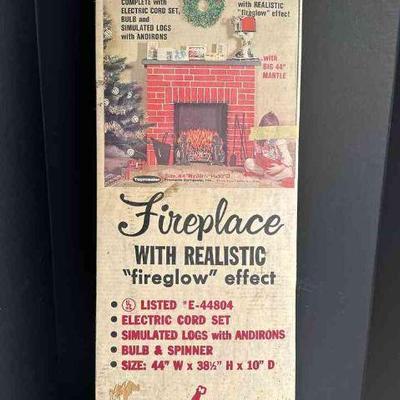 COMPLETE with
ELECTRIC CORD SET,
BULB and
SIMULATED LOGS
with ANDIRONS
with REALISTIC
"fireglow" effect
with
BIG 44"
MANTLE
Fireplace
WITH REALISTIC
"fireglow" effect
• UL LISTED #E-44804
• ELECTRIC CORD SET
• SIMULATED LOGS with ANDIRONS
• BULB & SPINNER
• SIZE: 44" W x 38½" H x 10" D